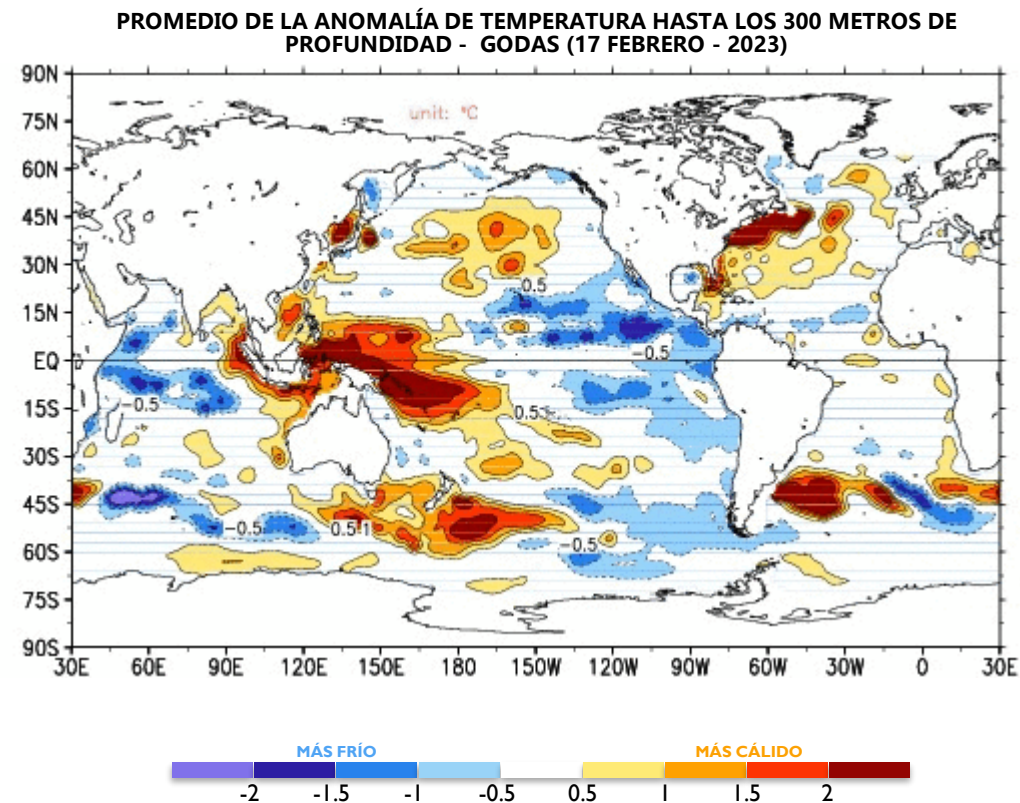 PROMEDIO DE LA ANOMALÍA DE TEMPERATURA HASTA LOS 300 METROS DE
PROFUNDIDAD - GODAS (17 FEBRERO - 2023)
90N
unit: °C
75N
60N
45N
30N
0.5
15N
-0.5
EQ
-0.5
0.5
15S
30S
45S
-0.5
0.5
1
-0.5
60S
75S
90S
30E 60E 90E 120E 150E 180 150W 120W 90W 60W 30W 0 30E
MÁS FRÍO MÁS CÁLIDO
-2 -1.5 -1 -0.5 0.5 1 1.5 2